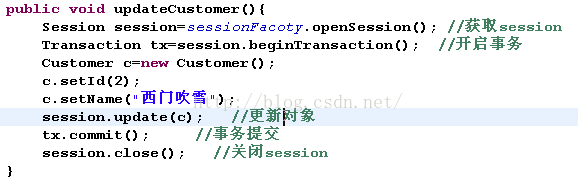 public void updateCustomer(){
Session session=sessionFacoty.openSession(); //获取session
Transaction tx=session.beginTransaction(); //开启事务
Customer c=new Customer();
c.setId(2);
c.setName("西门吹雪");
http://blog.csdn.net/
session.update(c); //更新对象
tx.commit(); //事务提交
session.close(); //关闭session
}